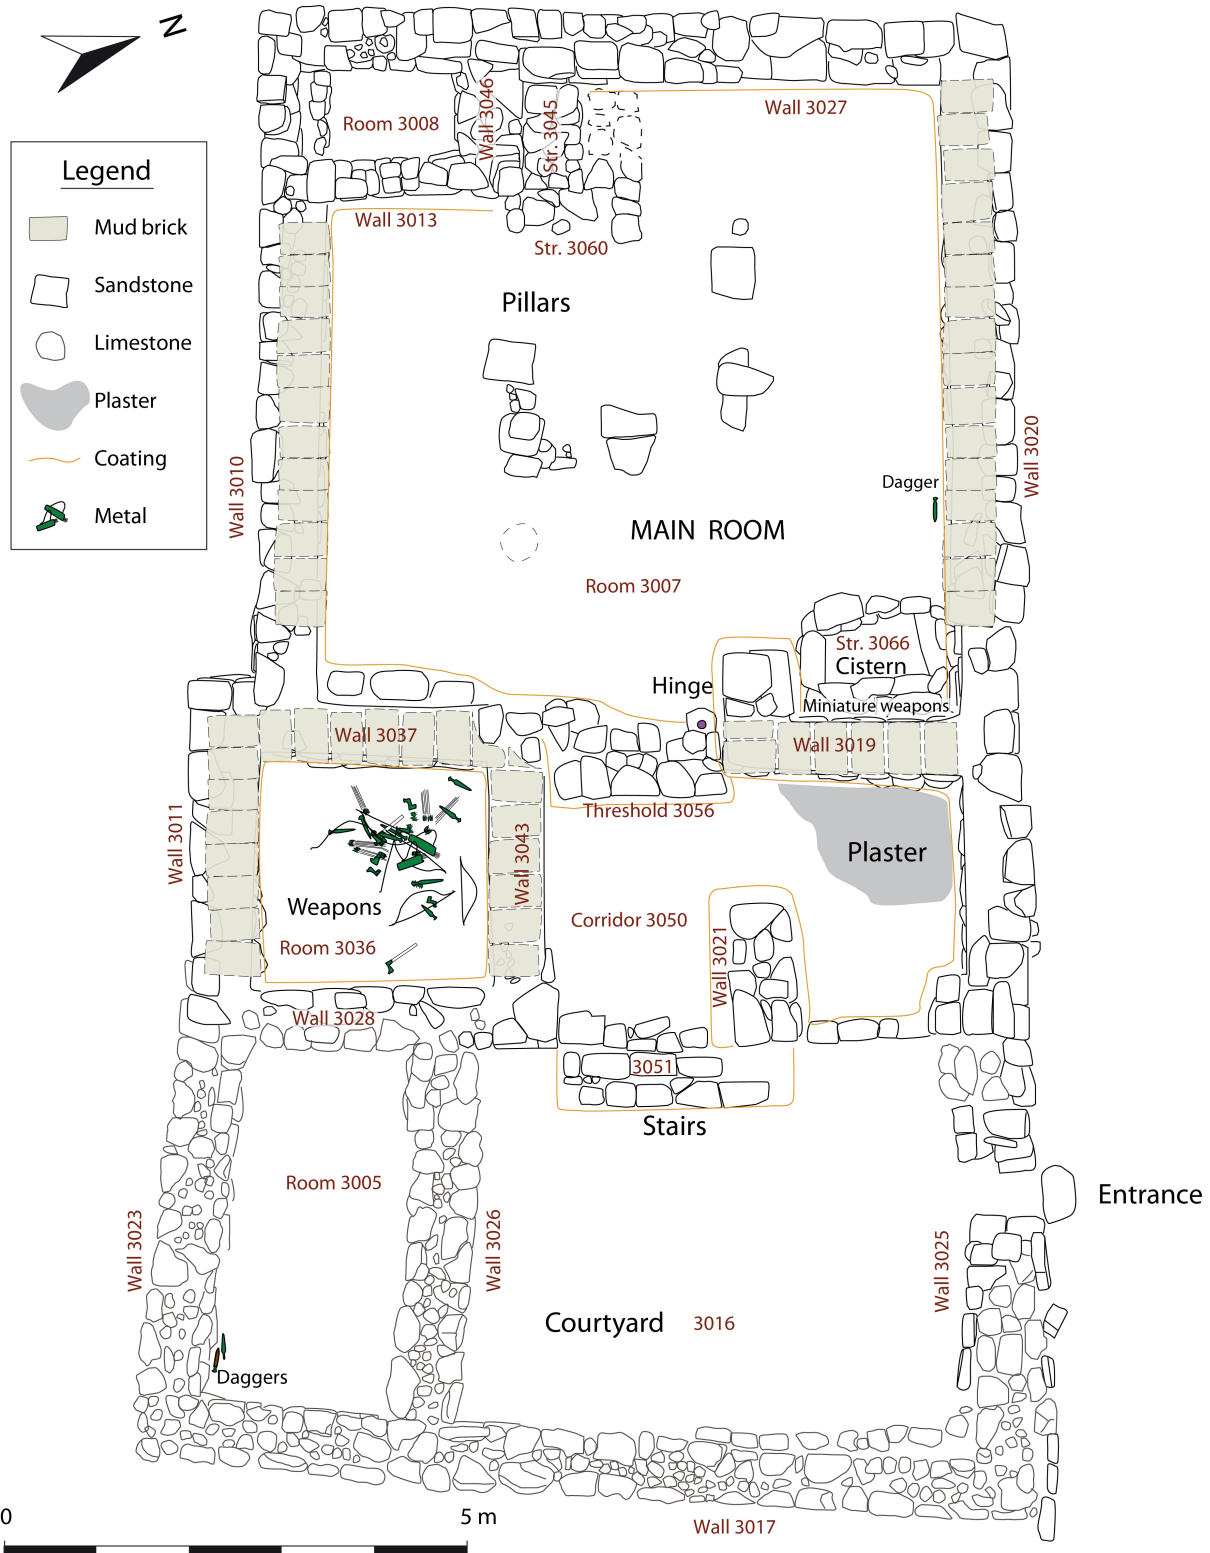 N
Legend
Mud brick
Sandstone
Limestone
Plaster
Coating
Metal
Room 3008
Wall 3046
Str. 3045
Wall 3027
Wall 3013
Str. 3060
Pillars
Wall 3010
Wall 3020
Dagger
MAIN ROOM
Room 3007
Str. 3066
Cistern
Hinge
Miniature weapons
Wall 3037
Wall 3019
Threshold 3056
Wall 3011
Wall 3043
Plaster
Weapons
Corridor 3050
Room 3036
Wall 3021
Wall 3028
3051
Stairs
Room 3005
Entrance
Wall 3023
Wall 3026
Wall 3025
Courtyard 3016
Daggers
0 5 m
Wall 3017